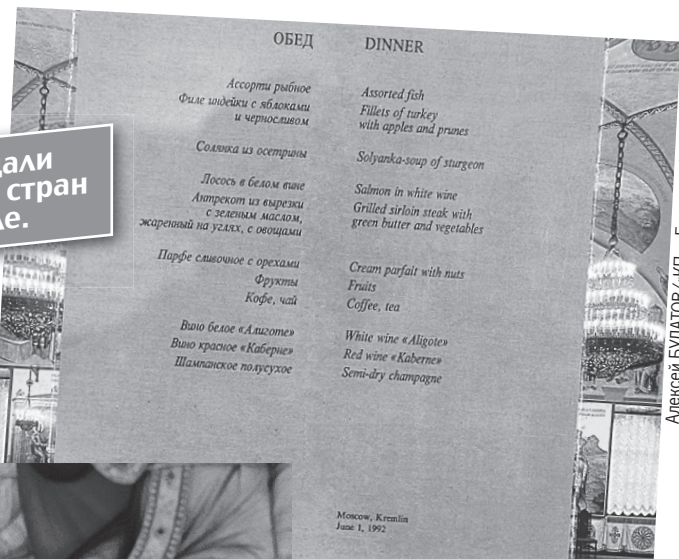 ОБЕД
Ассорти рыбное
Филе индейки с яблоками
и черносливом
Солянка из осетрины
Лосось в белом вине
Антрекот из вырезки
с зеленым маслом,
жаренный на углях, с овощами
Парфе сливочное с орехами
Фрукты
Кофе, чай
Вино белое «Алиготе»
Вино красное «Каберне»
Шампанское полусухое
DINNER
Assorted fish
Fillets of turkey
with apples and prunes
Solyanka-soup of sturgeon
Salmon in white wine
Grilled sirloin steak with
green butter and vegetables
Cream parfait with nuts
Fruits
Coffee, tea
White wine «Aligote»
Red wine «Kaberne»
Semi-dry champagne
Moscow, Kremlin
June 1, 1992
стран
Алексей БУЛАТОВ/«КП»